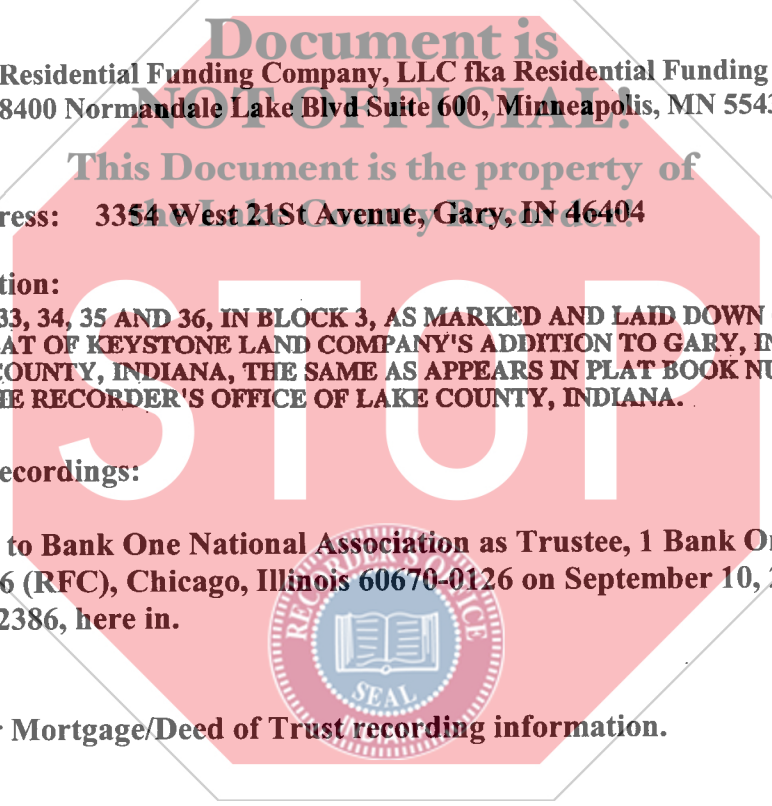 Document is
Residential Funding Company, LLC fka Residential Funding
NOT OFFICIAL!
8400 Normandale Lake Blvd Suite 600, Minneapolis, MN 5543
This Document is the property of
the Lake County Recorder!
ress: 3354 West 21St Avenue, Gary, IN 46404
tion:
33, 34, 35 AND 36, IN BLOCK 3, AS MARKED AND LAID DOWN
AT OF KEYSTONE LAND COMPANY'S ADDITION TO GARY, IN
COUNTY, INDIANA, THE SAME AS APPEARS IN PLAT BOOK NU
HE RECORDER'S OFFICE OF LAKE COUNTY, INDIANA.
STOP
ecordings:
to Bank One National Association as Trustee, 1 Bank On
6 (RFC), Chicago, Illinois 60670-0126 on September 10, 2
2386, here in.
RECORDER'S OFFICE
SEAL
r Mortgage/Deed of Trust recording information.